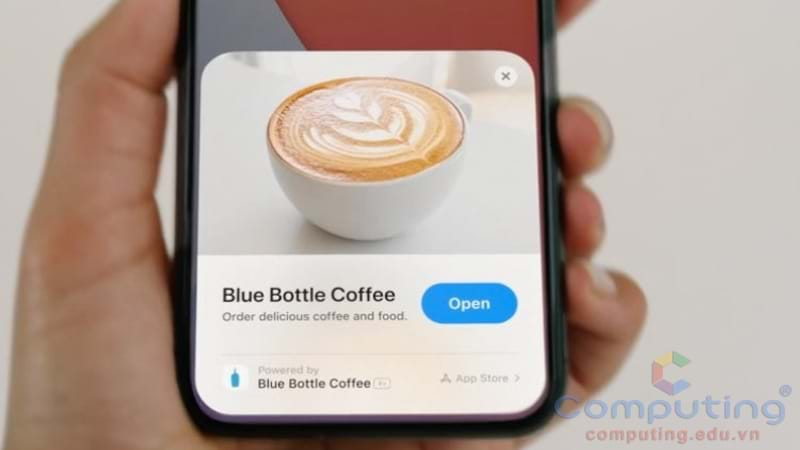 Blue Bottle Coffee
Order delicious coffee and food.
Open
Powered by
Blue Bottle Coffee 4+
App Store >
Computing®
computing.edu.vn